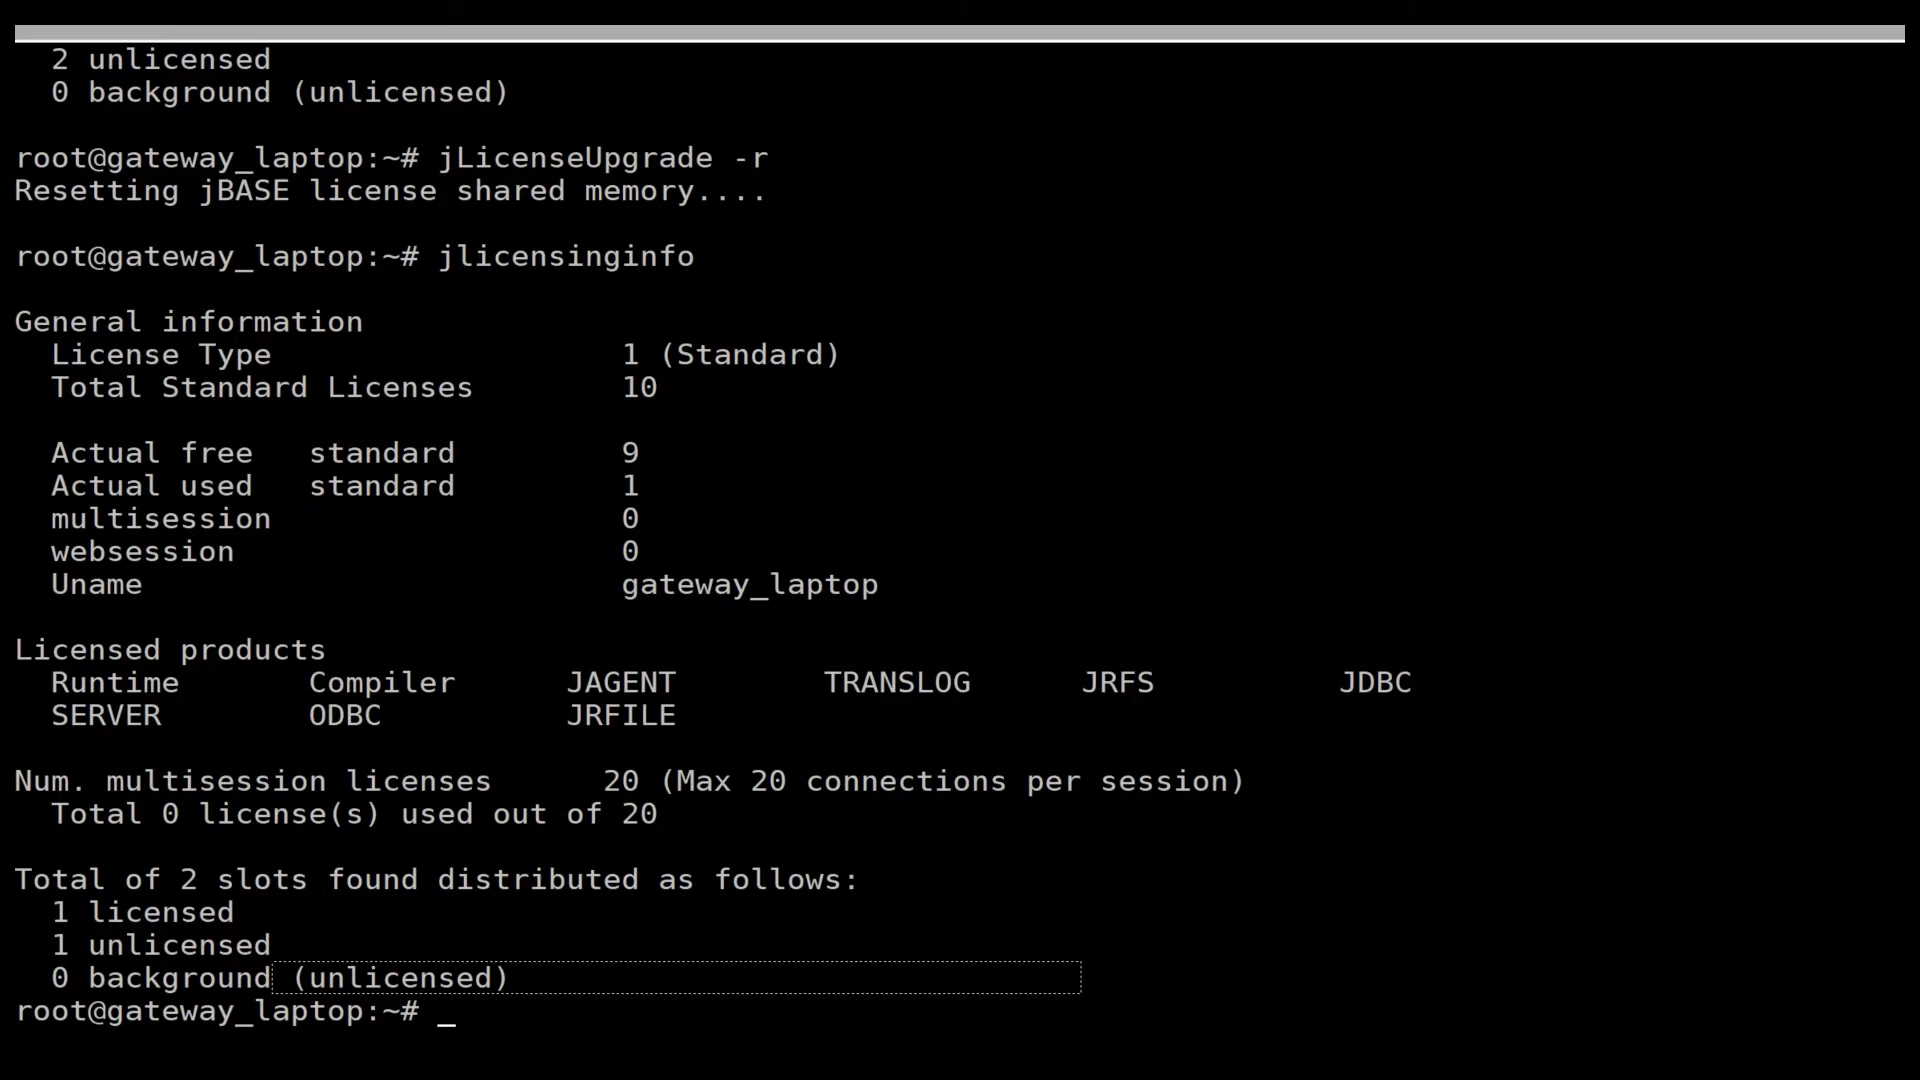 2 unlicensed
0 background (unlicensed)
root@gateway_laptop:~# jLicenseUpgrade -r
Resetting jBASE license shared memory....
root@gateway_laptop:~# jlicensinginfo
General information
License Type 1 (Standard)
Total Standard Licenses 10
Actual free standard 9
Actual used standard 1
multisession 0
websession 0
Uname gateway_laptop
Licensed products
Runtime Compiler JAGENT TRANSLOG JRFS JDBC
SERVER ODBC JRFILE
Num. multisession licenses 20 (Max 20 connections per session)
Total 0 license(s) used out of 20
Total of 2 slots found distributed as follows:
1 licensed
1 unlicensed
0 background (unlicensed)
root@gateway_laptop:~# _